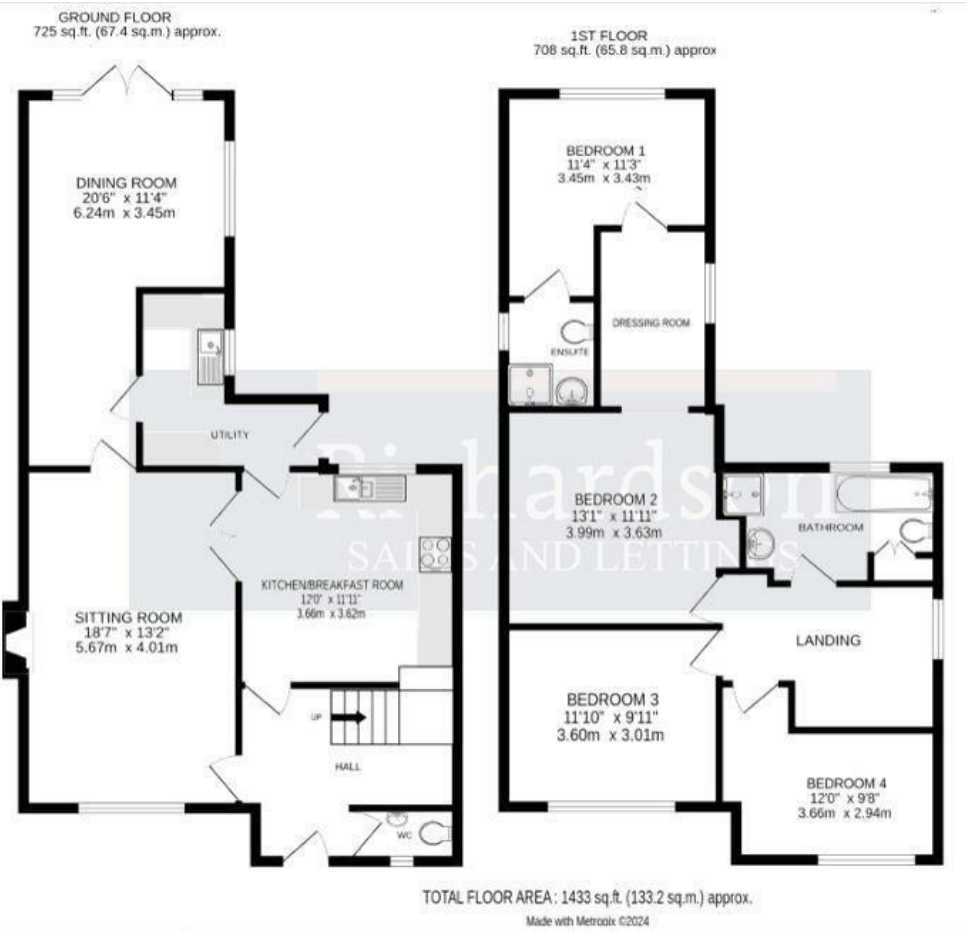 GROUND FLOOR
725 sq.ft. (67.4 sq.m.) approx.
DINING ROOM
20'6" x 11'4"
6.24m x 3.45m
UTILITY
KITCHEN/BREAKFAST ROOM
12'0" x 11'11"
3.66m x 3.62m
SITTING ROOM
18'7" x 13'2"
5.67m x 4.01m
UP
HALL
WC
1ST FLOOR
708 sq.ft. (65.8 sq.m.) approx
BEDROOM 1
11'4" x 11'3"
3.45m x 3.43m
DRESSING ROOM
ENSUITE
BEDROOM 2
13'1" x 11'11"
3.99m x 3.63m
BATHROOM
LANDING
BEDROOM 3
11'10" x 9'11"
3.60m x 3.01m
BEDROOM 4
12'0" x 9'8"
3.66m x 2.94m
Richardson
SALES AND LETTINGS
TOTAL FLOOR AREA : 1433 sq.ft. (133.2 sq.m.) approx.
Made with Metropix ©2024